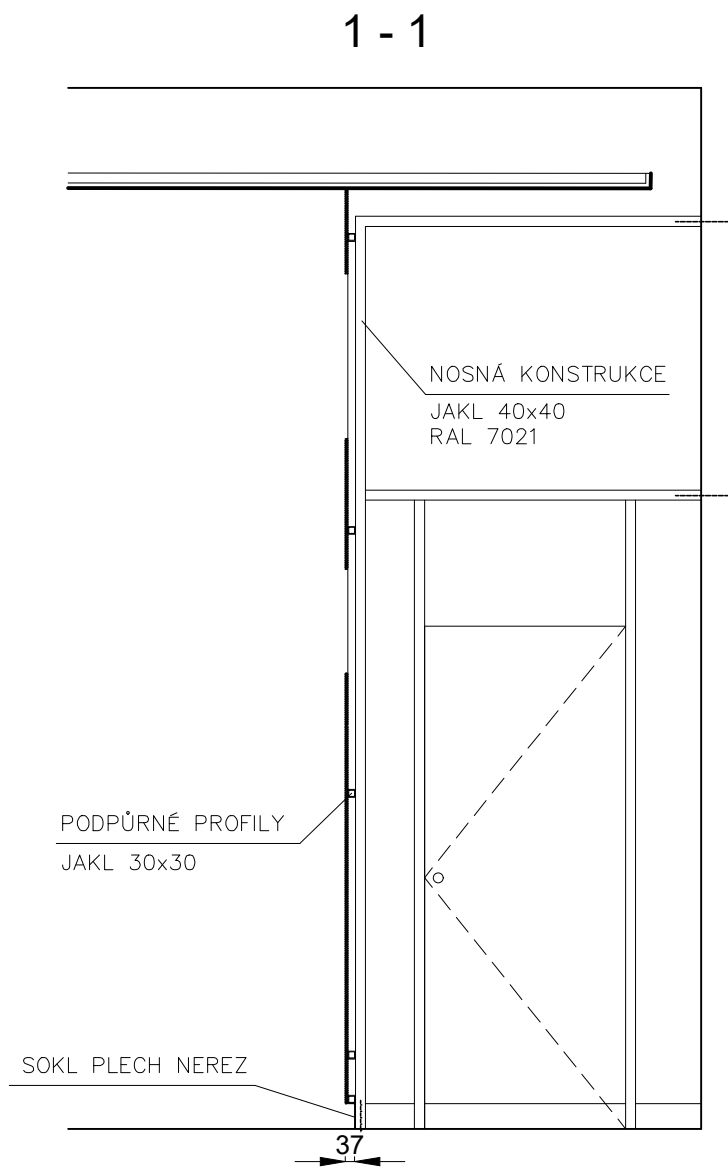 1 - 1
NOSNÁ KONSTRUKCE
JAKL 40x40
RAL 7021
PODPŮRNÉ PROFILY
JAKL 30x30
SOKL PLECH NEREZ
37